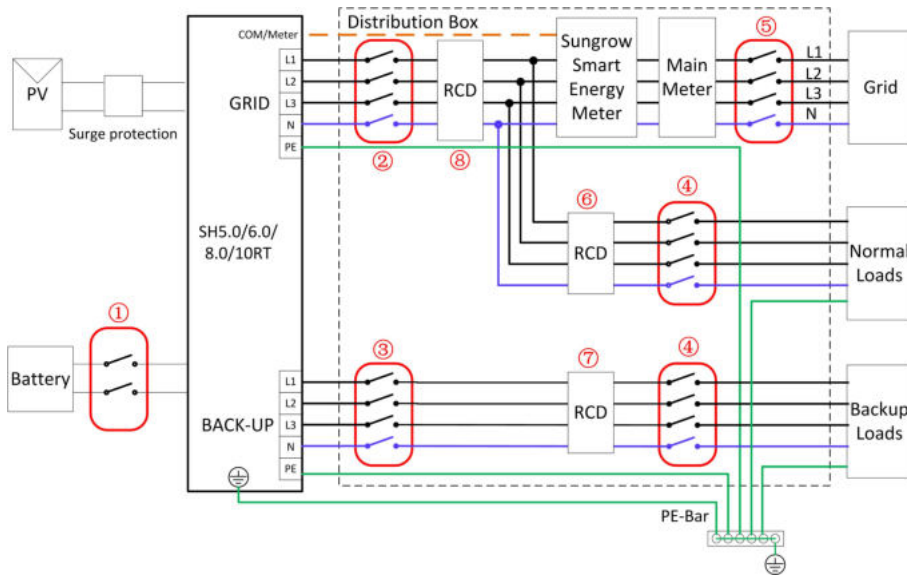 Distribution Box
⑤
COM/Meter
L1
L2
L3
N
PE
GRID
PV
Surge protection
②
RCD
⑧
Sungrow
Smart
Energy
Meter
Main
Meter
L1
L2
L3
N
Grid
SH5.0/6.0/
8.0/10RT
⑥
RCD
④
Normal
Loads
①
Battery
BACK-UP
L1
L2
L3
N
PE
③
⑦
RCD
④
Backup
Loads
PE-Bar